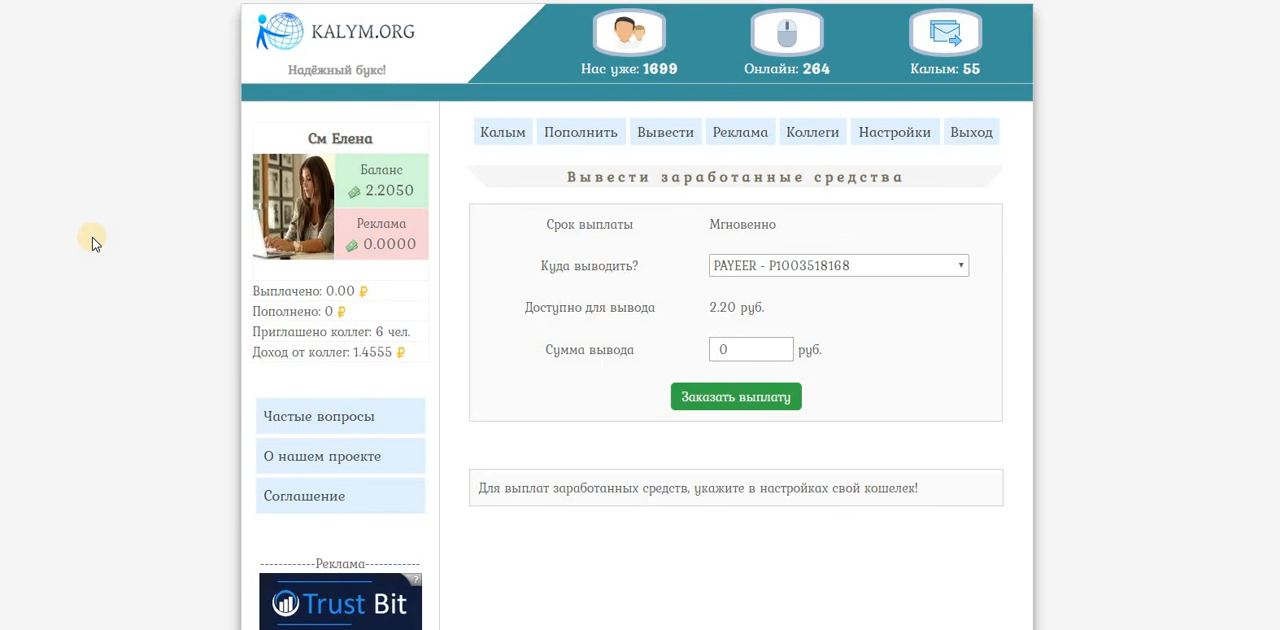 KALYM.ORG
Надёжный букс!
Нас уже: 1699
Онлайн: 264
Калым: 55
См Елена
Баланс
2.2050
Реклама
0.0000
Выплачено: 0.00 ₽
Пополнено: 0 ₽
Приглашено коллег: 6 чел.
Доход от коллег: 1.4555 ₽
Частые вопросы
О нашем проекте
Соглашение
------------Реклама------------
?
Trust Bit
Калым
Пополнить
Вывести
Реклама
Коллеги
Настройки
Выход
Вывести заработанные средства
Срок выплаты Мгновенно
Куда выводить? PAYEER - P1003518168
Доступно для вывода 2.20 руб.
Сумма вывода 0 руб.
Заказать выплату
Для выплат заработанных средств, укажите в настройках свой кошелек!